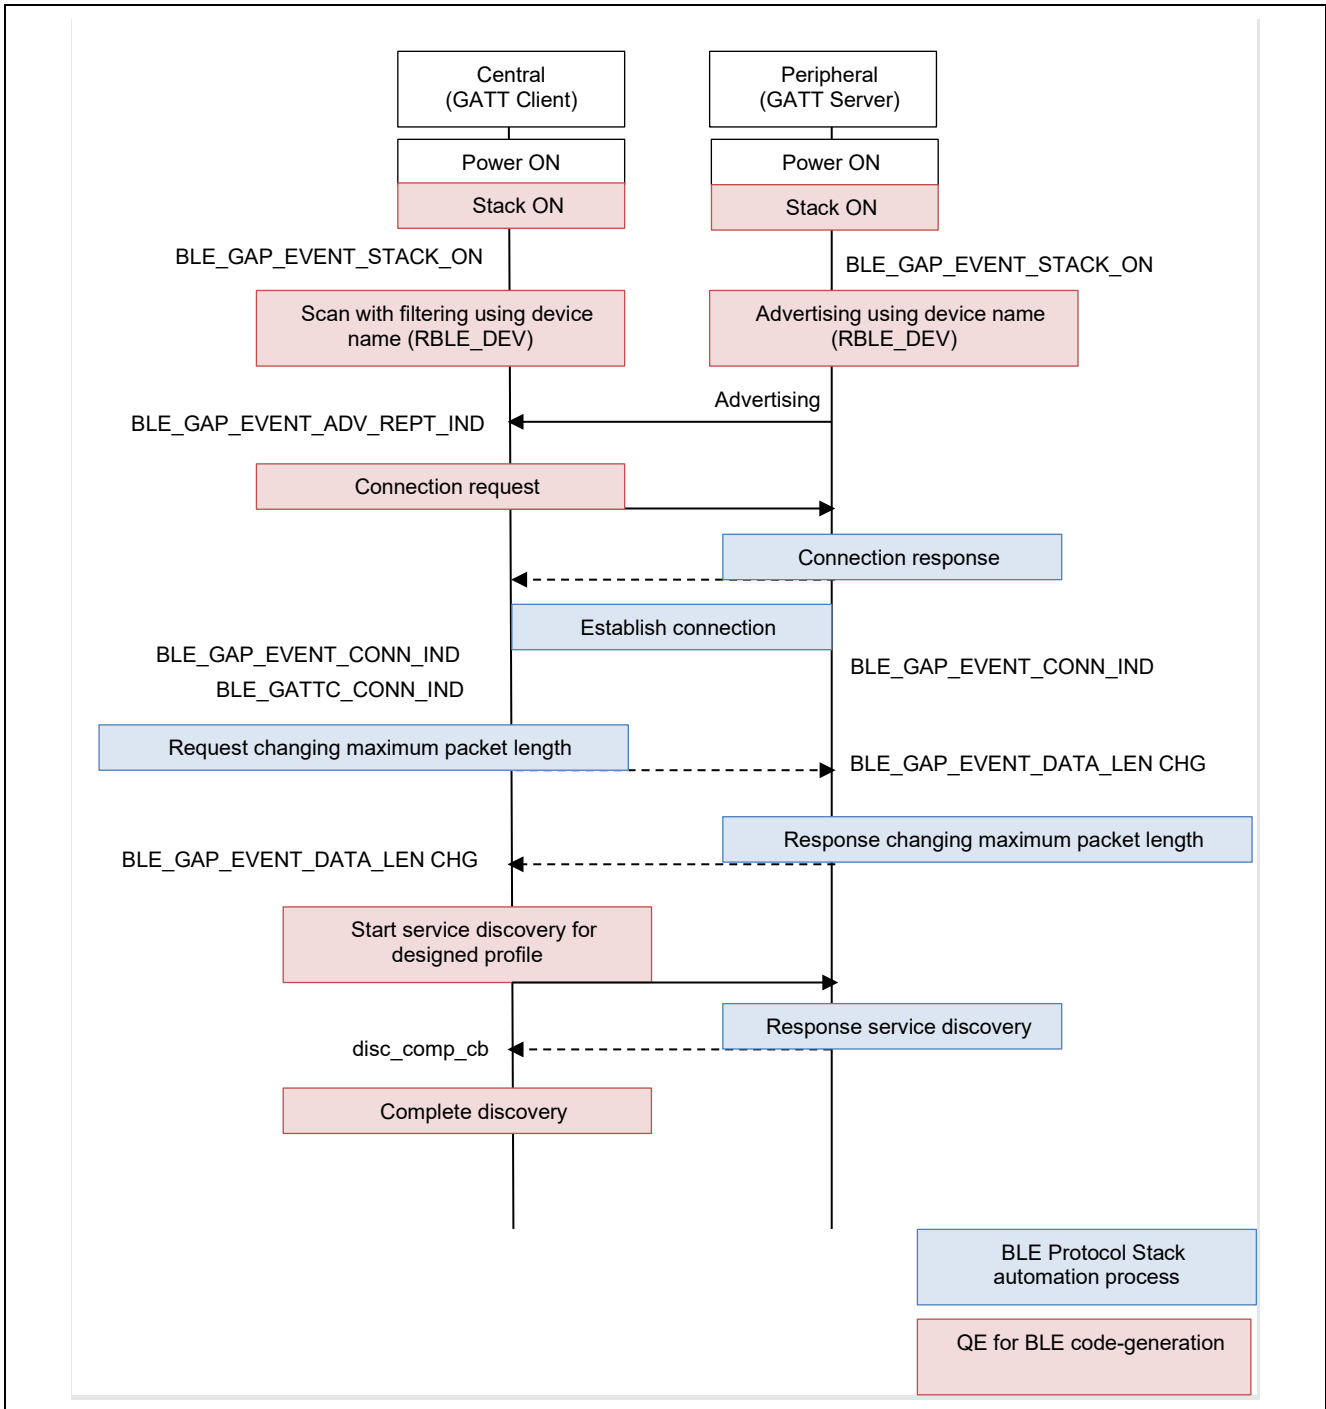 Central
(GATT Client)
Peripheral
(GATT Server)
Power ON
Power ON
Stack ON
Stack ON
BLE_GAP_EVENT_STACK_ON
BLE_GAP_EVENT_STACK_ON
Scan with filtering using device
name (RBLE_DEV)
Advertising using device name
(RBLE_DEV)
Advertising
BLE_GAP_EVENT_ADV_REPT_IND
Connection request
Connection response
Establish connection
BLE_GAP_EVENT_CONN_IND
BLE_GAP_EVENT_CONN_IND
BLE_GATTC_CONN_IND
Request changing maximum packet length
BLE_GAP_EVENT_DATA_LEN CHG
Response changing maximum packet length
BLE_GAP_EVENT_DATA_LEN CHG
Start service discovery for
designed profile
Response service discovery
disc_comp_cb
Complete discovery
BLE Protocol Stack
automation process
QE for BLE code-generation